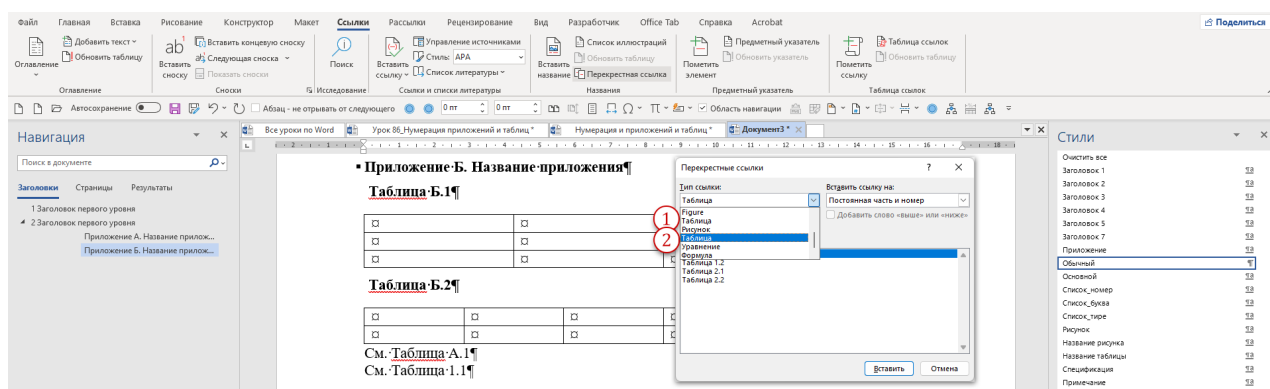 Файл Главная Вставка Рисование Конструктор Макет Ссылки Рассылки Рецензирование Вид Разработчик Office Tab Справка Acrobat Поделиться
Оглавление
Добавить текст
Обновить таблицу
Оглавление
ab
Вставить сноску
Вставить концевую сноску
Следующая сноска
Показать сноски
Сноски
Поиск
Исследование
Вставить ссылку
Управление источниками
Стиль: APA
Список литературы
Ссылки и списки литературы
Вставить название
Список иллюстраций
Обновить таблицу
Перекрестная ссылка
Названия
Пометить элемент
Предметный указатель
Обновить указатель
Предметный указатель
Пометить ссылку
Таблица ссылок
Обновить таблицу
Таблица ссылок
Автосохранение Абзац - не отрывать от следующего 0 пт 0 пт Область навигации
Все уроки по Word Урок 86_Нумерация приложений и таблиц * Нумерация и приложений и таблиц * Документ3 *
Навигация
Поиск в документе
Заголовки Страницы Результаты
1 Заголовок первого уровня
2 Заголовок первого уровня
Приложение А. Название прилож...
Приложение Б. Название прилож...
Приложение·Б. Название·приложения¶
Таблица·Б.1¶
Таблица·Б.2¶
См.·Таблица·А.1¶
См.·Таблица·1.1¶
Перекрестные ссылки ? ×
Тип ссылки: Вставить ссылку на:
Таблица Постоянная часть и номер
Добавить слово «выше» или «ниже»
Figure
1 Таблица
Рисунок
2 Таблица
Уравнение
Формула
Таблица 1.2
Таблица 2.1
Таблица 2.2
Вставить Отмена
Стили
Очистить все
Заголовок 1
Заголовок 2
Заголовок 3
Заголовок 4
Заголовок 5
Заголовок 7
Приложение
Обычный
Основной
Список_номер
Список_буква
Список_тире
Рисунок
Название рисунка
Название таблицы
Спецификация
Примечание